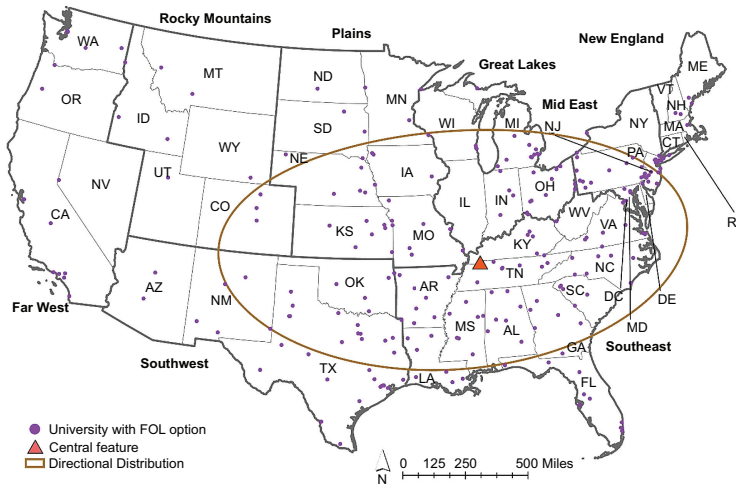 Rocky Mountains
Plains
New England
Great Lakes
Mid East
WA
MT
ND
MN
ME
VT
NH
OR
ID
SD
WI
MI
NJ
NY
MA
CT
WY
NE
IA
PA
R
NV
UT
CO
IL
IN
OH
WV
VA
CA
KS
MO
KY
AZ
NM
OK
AR
TN
NC
SC
DC
DE
MD
Far West
Southwest
TX
LA
MS
AL
GA
FL
Southeast
University with FOL option
Central feature
Directional Distribution
N
0 125 250 500 Miles